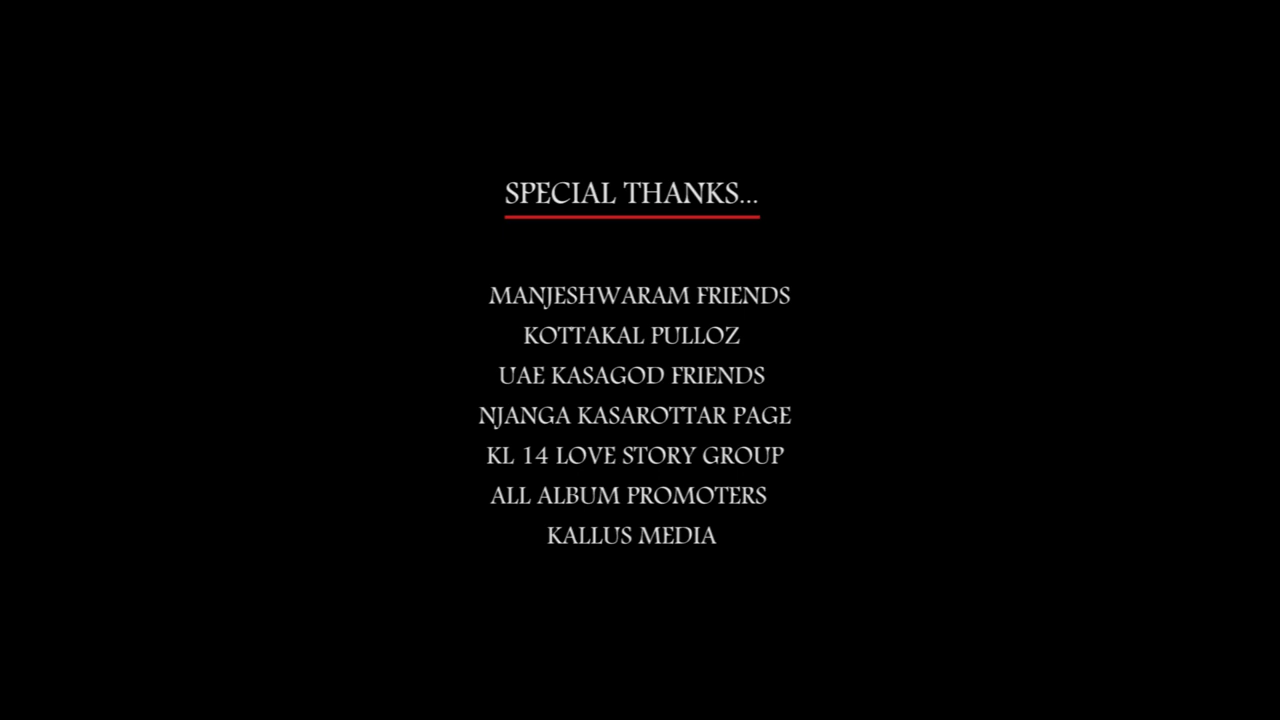 SPECIAL THANKS...
MANJESHWARAM FRIENDS
KOTTAKAL PULLOZ
UAE KASAGOD FRIENDS
NJANGA KASAROTTAR PAGE
KL 14 LOVE STORY GROUP
ALL ALBUM PROMOTERS
KALLUS MEDIA